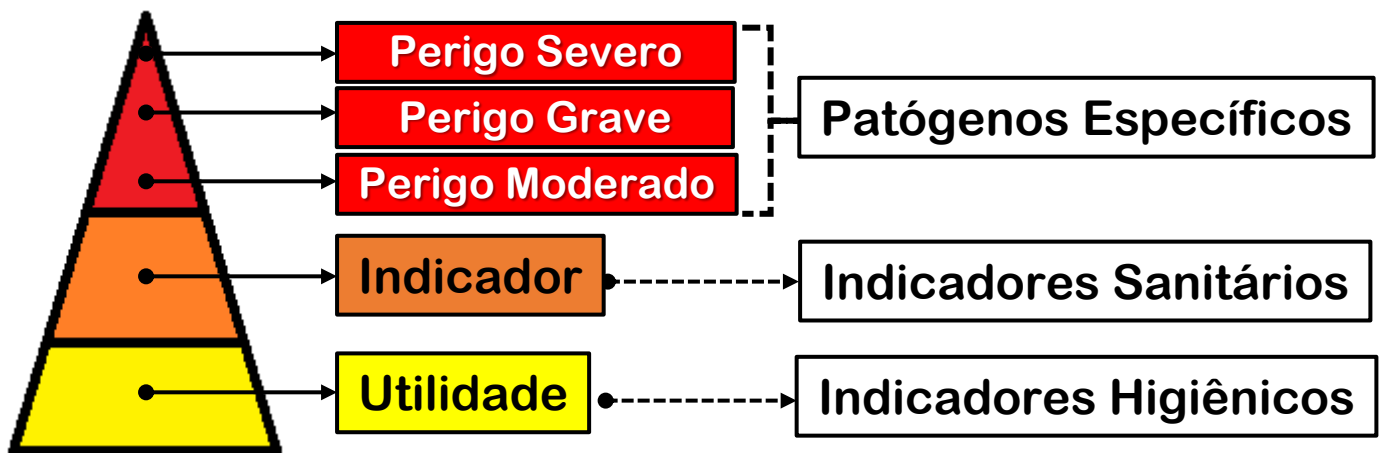 Perigo Severo
Perigo Grave
Perigo Moderado
Patógenos Específicos
Indicador
Indicadores Sanitários
Utilidade
Indicadores Higiênicos